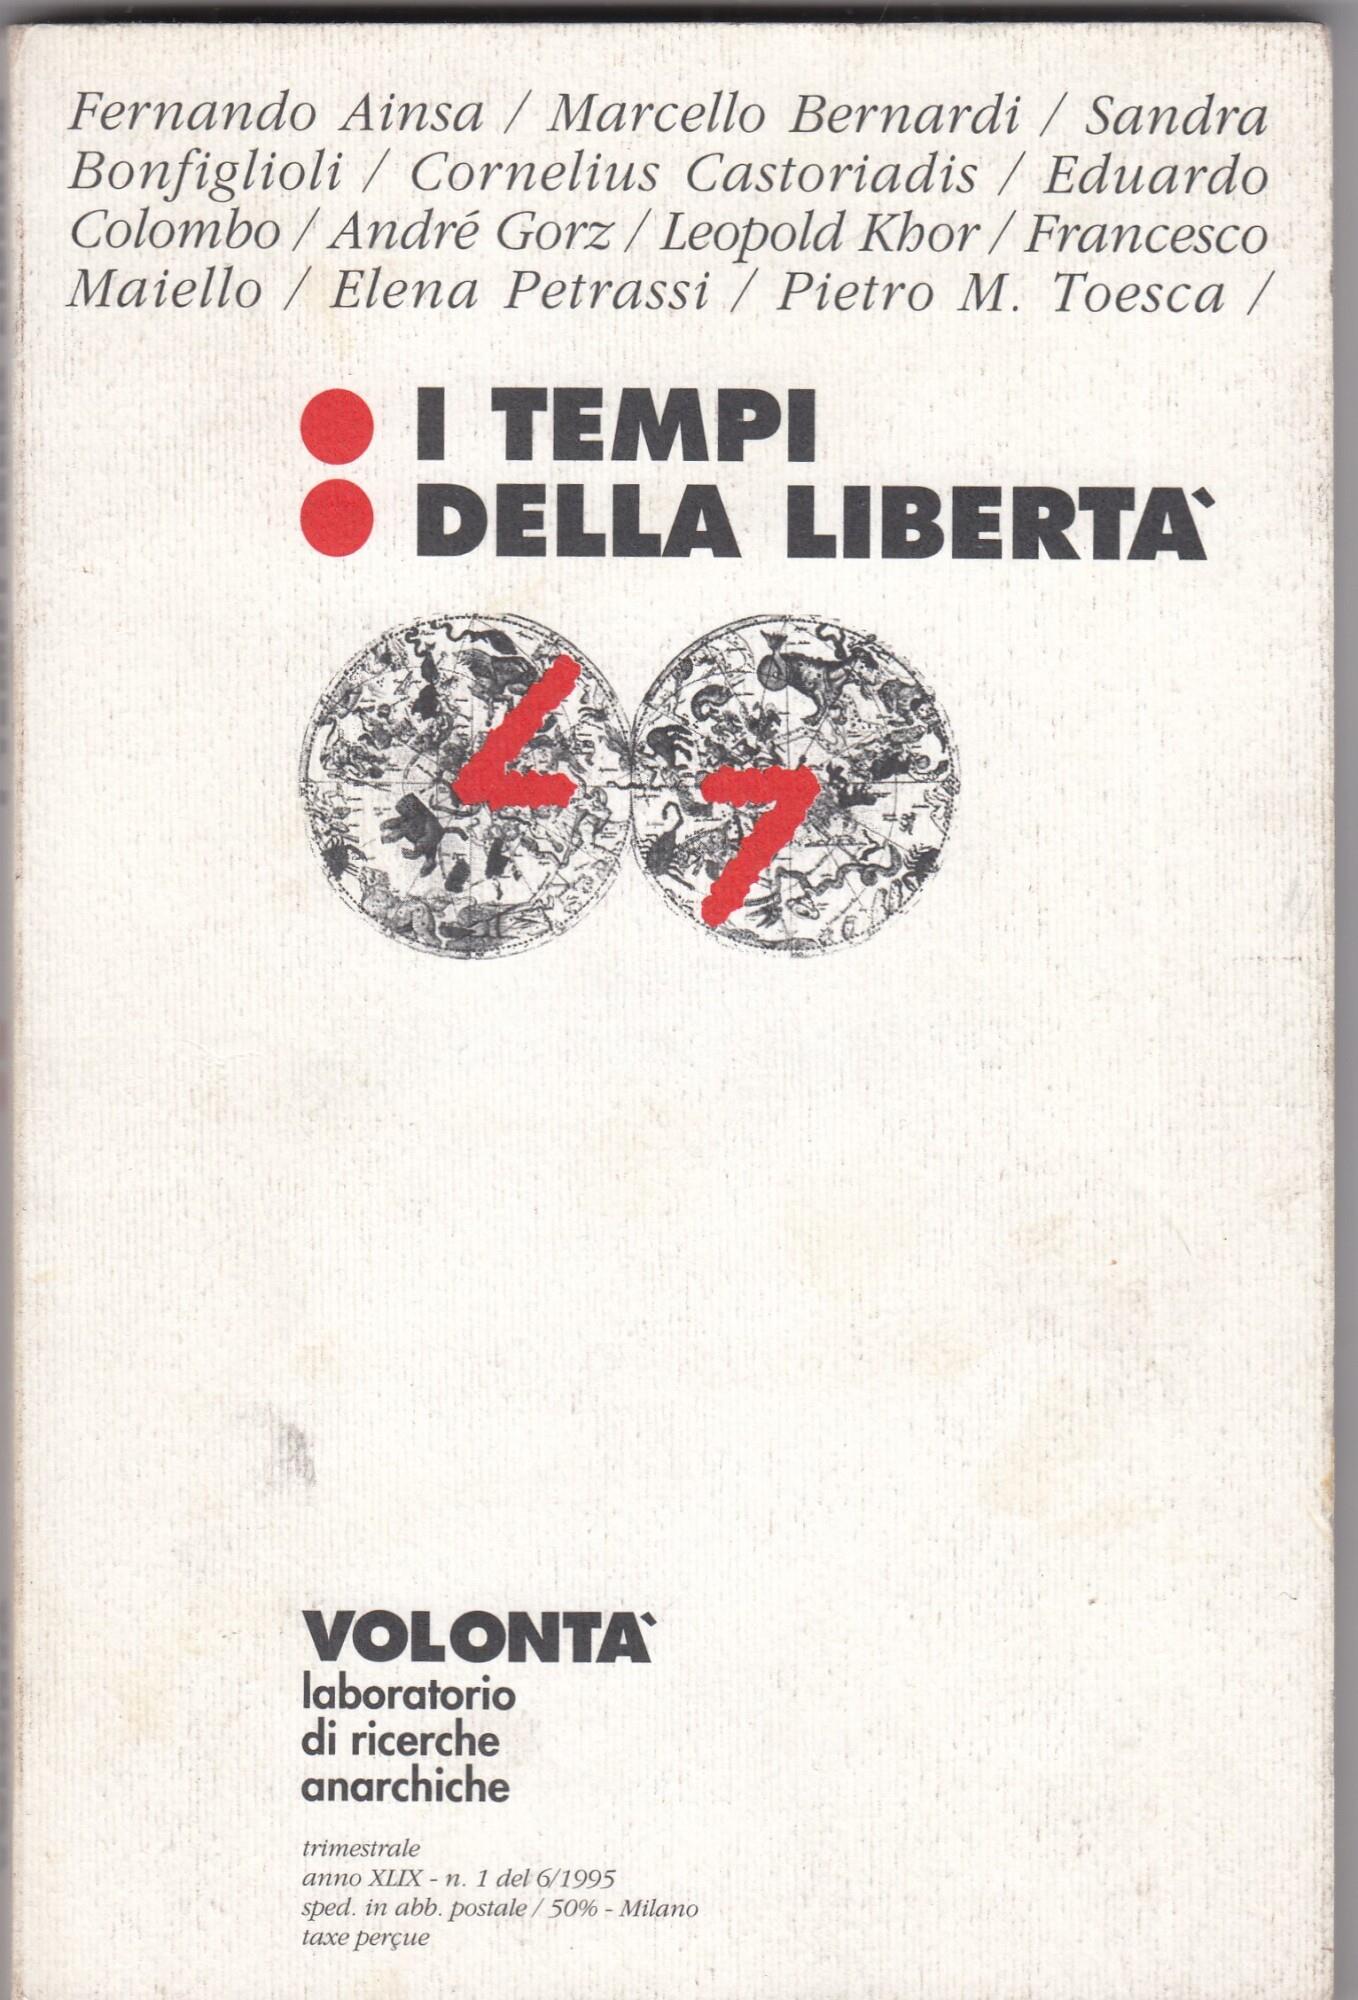 Fernando Ainsa / Marcello Bernardi / Sandra
Bonfiglioli / Cornelius Castoriadis / Eduardo
Colombo / André Gorz / Leopold Khor / Francesco
Maiello / Elena Petrassi / Pietro M. Toesca /
I TEMPI
DELLA LIBERTA`
VOLONTA`
laboratorio
di ricerche
anarchiche
trimestrale
anno XLIX - n. 1 del 6/1995
sped. in abb. postale / 50% - Milano
taxe perçue